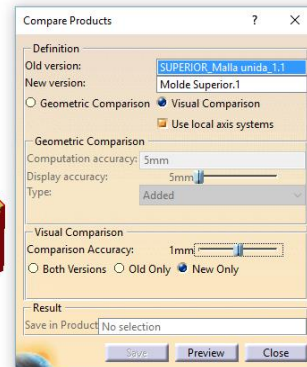 Compare Products ? ×
Definition
Old version: SUPERIOR_Malla unida_1.1
New version: Molde Superior.1
Geometric Comparison Visual Comparison
Use local axis systems
Geometric Comparison
Computation accuracy: 5mm
Display accuracy: 5mm
Type: Added
Visual Comparison
Comparison Accuracy: 1mm
Both Versions Old Only New Only
Result
Save in Product No selection
Save Preview Close